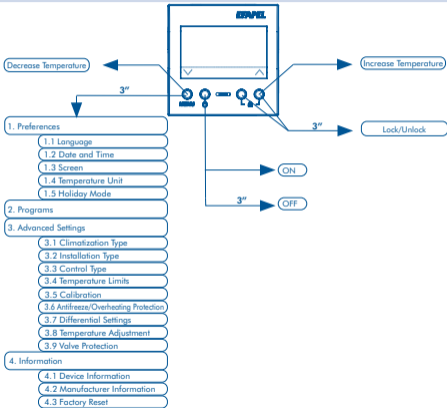 EFAPEL
Decrease Temperature
Increase Temperature
MENU
3"
3"
Lock/Unlock
ON
3"
OFF
1. Preferences
1.1 Language
1.2 Date and Time
1.3 Screen
1.4 Temperature Unit
1.5 Holiday Mode
2. Programs
3. Advanced Settings
3.1 Climatization Type
3.2 Installation Type
3.3 Control Type
3.4 Temperature Limits
3.5 Calibration
3.6 Antifreeze/Overheating Protection
3.7 Differential Settings
3.8 Temperature Adjustment
3.9 Valve Protection
4. Information
4.1 Device Information
4.2 Manufacturer Information
4.3 Factory Reset